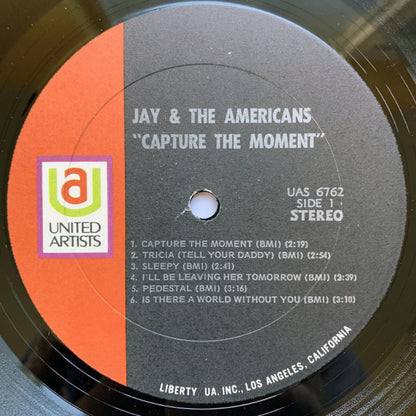 JAY & THE AMERICANS
"CAPTURE THE MOMENT"
UAS 6762
SIDE 1
STEREO
UA
UNITED
ARTISTS
1. CAPTURE THE MOMENT (BMI) (2:19)
2. TRICIA (TELL YOUR DADDY) (BMI) (2:54)
3. SLEEPY (BMI) (2:41)
4. I'LL BE LEAVING HER TOMORROW (BMI) (2:39)
5. PEDESTAL (BMI) (3:16)
6. IS THERE A WORLD WITHOUT YOU (BMI) (3:10)
LIBERTY UA. INC., LOS ANGELES, CALIFORNIA